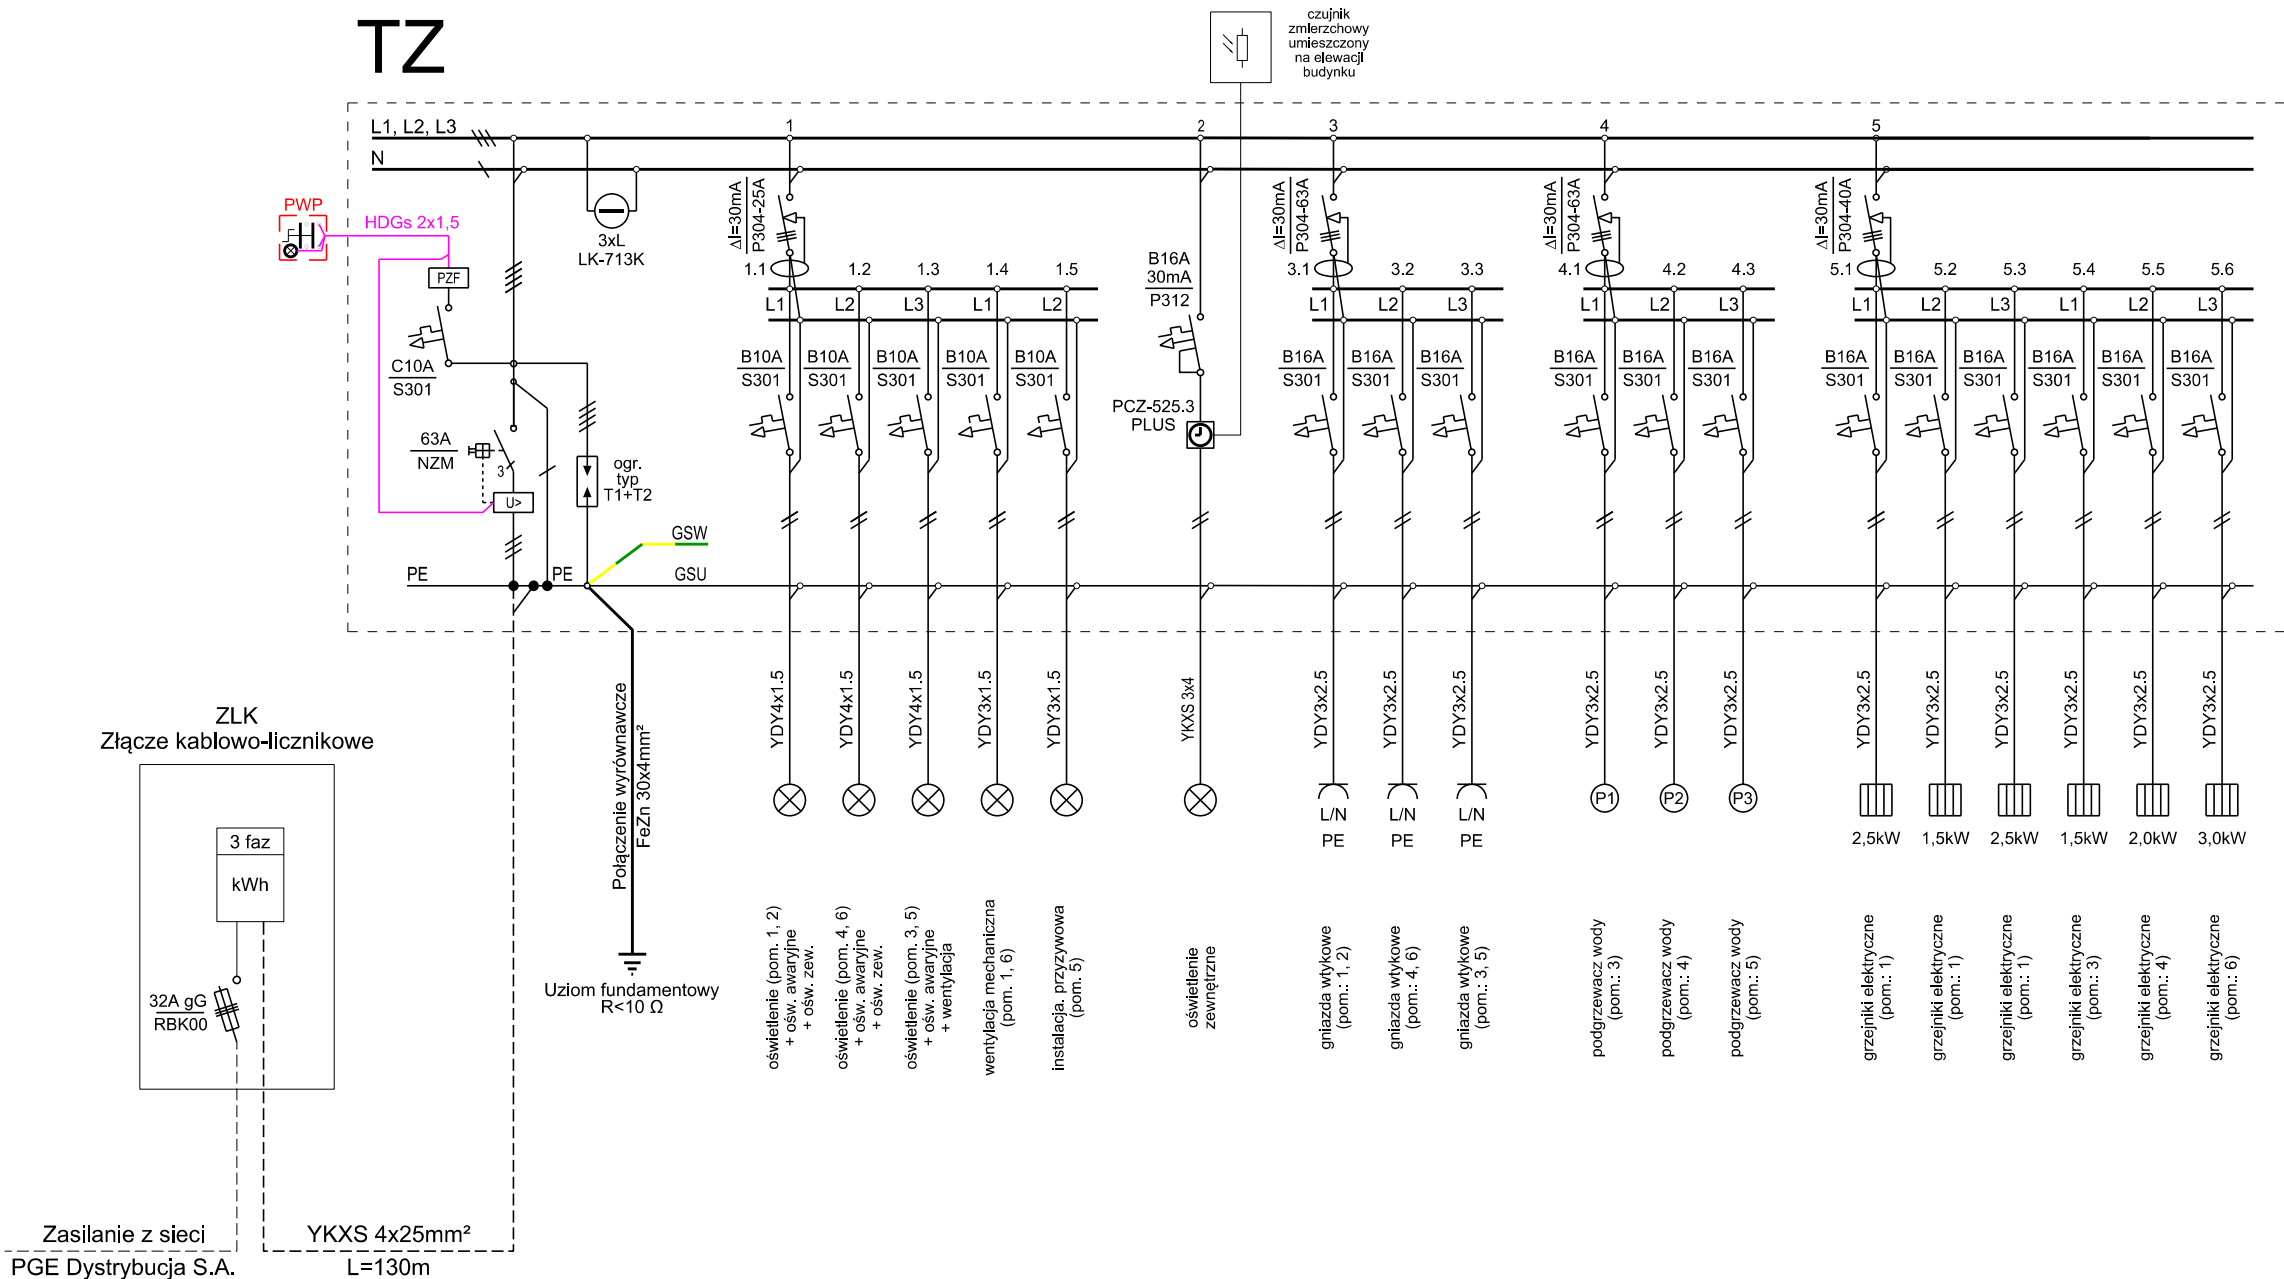 TZ
czujnik
zmierzchowy
umieszczony
na elewacji
budynku
L1, L2, L3
N
1
2
3
4
5
PWP
HDGs 2x1,5
PZF
C10A
S301
63A
NZM
3
U>
3xL
LK-713K
ogr.
typ
T1+T2
GSW
GSU
PE
PE
ΔI=30mA
P304-25A
1.1
1.2
1.3
1.4
1.5
L1
L2
L3
L1
L2
B10A
S301
B10A
S301
B10A
S301
B10A
S301
B10A
S301
B16A
30mA
P312
PCZ-525.3
PLUS
ΔI=30mA
P304-63A
3.1
3.2
3.3
L1
L2
L3
B16A
S301
B16A
S301
B16A
S301
ΔI=30mA
P304-63A
4.1
4.2
4.3
L1
L2
L3
B16A
S301
B16A
S301
B16A
S301
ΔI=30mA
P304-40A
5.1
5.2
5.3
5.4
5.5
5.6
L1
L2
L3
L1
L2
L3
B16A
S301
B16A
S301
B16A
S301
B16A
S301
B16A
S301
B16A
S301
YDY4x1.5
YDY4x1.5
YDY4x1.5
YDY3x1.5
YDY3x1.5
YKXS 3x4
YDY3x2.5
YDY3x2.5
YDY3x2.5
YDY3x2.5
YDY3x2.5
YDY3x2.5
YDY3x2.5
YDY3x2.5
YDY3x2.5
YDY3x2.5
YDY3x2.5
YDY3x2.5
L/N
PE
L/N
PE
L/N
PE
P1
P2
P3
2,5kW
1,5kW
2,5kW
1,5kW
2,0kW
3,0kW
oświetlenie (pom. 1, 2)
+ ośw. awaryjne
+ ośw. zew.
oświetlenie (pom. 4, 6)
+ ośw. awaryjne
+ ośw. zew.
oświetlenie (pom. 3, 5)
+ ośw. awaryjne
+ wentylacja
wentylacja mechaniczna
(pom. 1, 6)
instalacja. przyzywowa
(pom. 5)
oświetlenie
zewnętrzne
gniazda wtykowe
(pom.: 1, 2)
gniazda wtykowe
(pom.: 4, 6)
gniazda wtykowe
(pom.: 3, 5)
podgrzewacz wody
(pom.: 3)
podgrzewacz wody
(pom.: 4)
podgrzewacz wody
(pom.: 5)
grzejniki elektryczne
(pom.: 1)
grzejniki elektryczne
(pom.: 1)
grzejniki elektryczne
(pom.: 1)
grzejniki elektryczne
(pom.: 3)
grzejniki elektryczne
(pom.: 4)
grzejniki elektryczne
(pom.: 6)
Połączenie wyrównawcze
FeZn 30x4mm²
Uziom fundamentowy
R<10 Ω
ZLK
Złącze kablowo-licznikowe
3 faz
kWh
32A gG
RBK00
Zasilanie z sieci
PGE Dystrybucja S.A.
YKXS 4x25mm²
L=130m